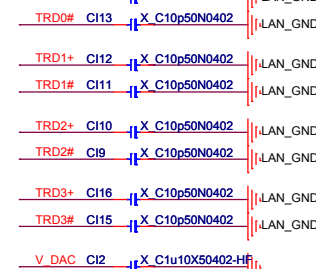 TRD0# CI13 X_C10p50N0402 LAN_GND
TRD1+ CI12 X_C10p50N0402 LAN_GND
TRD1# CI11 X_C10p50N0402 LAN_GND
TRD2+ CI10 X_C10p50N0402 LAN_GND
TRD2# CI9 X_C10p50N0402 LAN_GND
TRD3+ CI16 X_C10p50N0402 LAN_GND
TRD3# CI15 X_C10p50N0402 LAN_GND
V_DAC CI2 X_C1u10X50402-HF